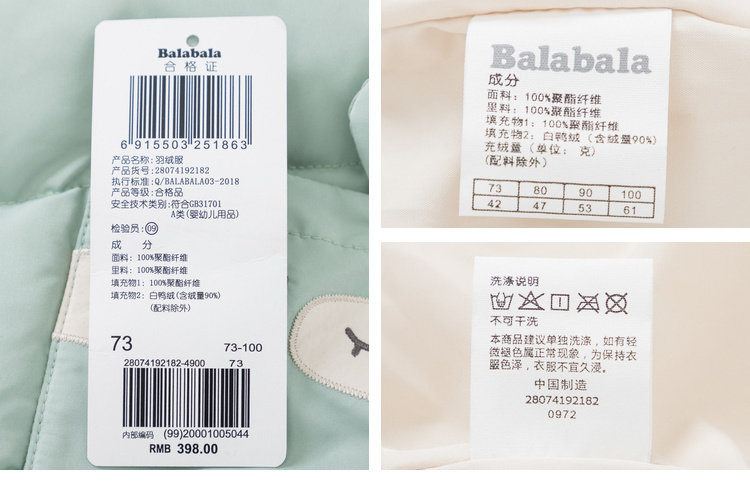 Balabala
合格证
6 915503 251863
产品名称:羽绒服
产品货号:28074192182
执行标准:Q/BALABALA03-2018
产品等级:合格品
安全技术类别:符合GB31701
A类(婴幼儿用品)
检验员:09
成 分
面料: 100%聚酯纤维
里料: 100%聚酯纤维
填充物1: 100%聚酯纤维
填充物2: 白鸭绒(含绒量90%)
(配料除外)
73 73-100
28074192182-4900 73
内部编码 (99)20001005044
RMB 398.00
Balabala
成分
面料: 100%聚酯纤维
里料: 100%聚酯纤维
填充物1: 100%聚酯纤维
填充物2: 白鸭绒 (含绒量90%)
充绒量 (单位: 克)
(配料除外)
73 80 90 100
42 47 53 61
洗涤说明
不可干洗
本商品建议单独洗涤, 如有轻
微褪色属正常现象, 为保持衣
服色泽, 衣服不宜久浸。
中国制造
28074192182
0972